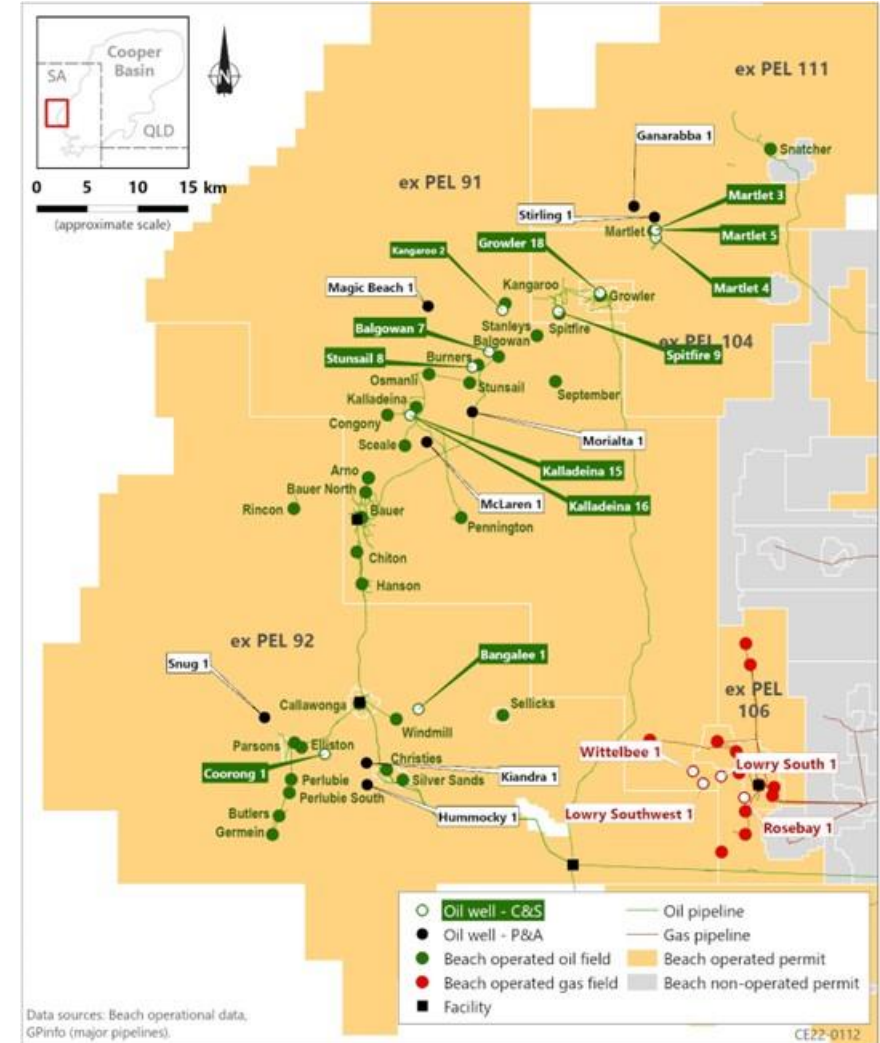 Cooper
Basin
SA
QLD
N
0 5 10 15 km
(approximate scale)
ex PEL 111
Ganarabba 1
Snatcher
ex PEL 91
Martlet 3
Stirling 1
Martlet
Martlet 5
Growler 18
Kangaroo 2
Martlet 4
Kangaroo
Magic Beach 1
Growler
Stanleys
Spitfire
Balgowan 7
Balgowan
ex PEL 104
Spitfire 9
Stunsail 8
Burners
Osmanli
Stunsail
September
Kalladeina
Congony
Morialta 1
Sceale
Arno
Kalladeina 15
Bauer North
McLaren 1
Kalladeina 16
Rincon
Bauer
Pennington
Chiton
Hanson
ex PEL 92
Bangalee 1
Snug 1
ex PEL
106
Callawonga
Sellicks
Windmill
Parsons
Elliston
Wittelbee 1
Christies
Lowry South 1
Coorong 1
Perlubie
Silver Sands
Kiandra 1
Perlubie South
Butlers
Hummocky 1
Lowry Southwest 1
Germein
Rosebay 1
Oil well - C&S
Oil well - P&A
Beach operated oil field
Beach operated gas field
Facility
Oil pipeline
Gas pipeline
Beach operated permit
Beach non-operated permit
Data sources: Beach operational data,
GPinfo (major pipelines).
CE22-0112